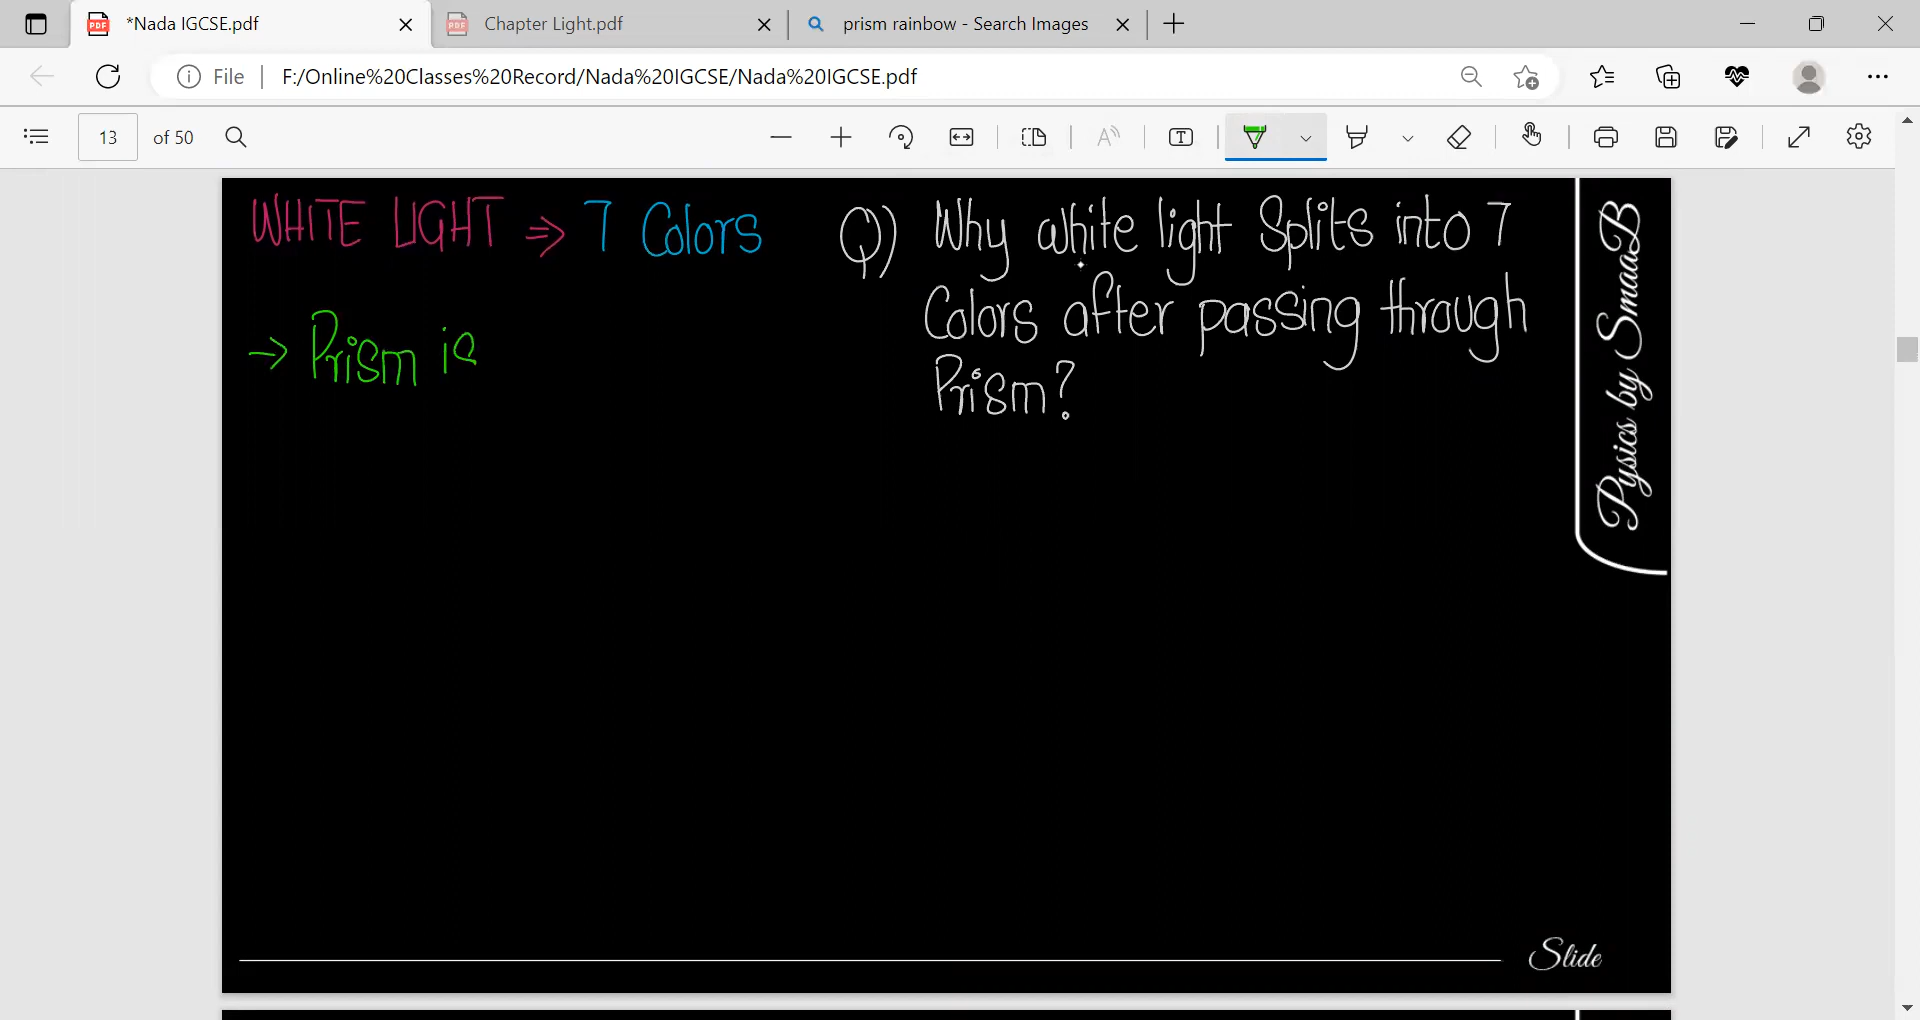 *Nada IGCSE.pdf
Chapter Light.pdf
prism rainbow - Search Images
File
F:/Online%20Classes%20Record/Nada%20IGCSE/Nada%20IGCSE.pdf
13 of 50
WHITE LIGHT ⇒ 7 Colors
→ Prism is
Q) Why white light Splits into 7
Colors after passing through
Prism?
Pysics by SmaaB
Slide